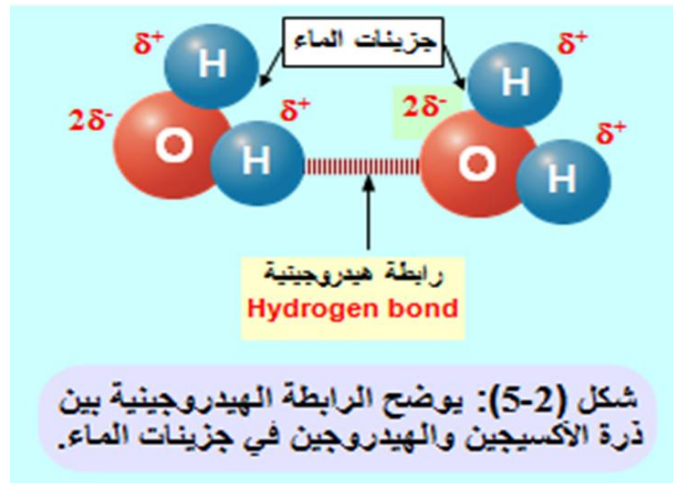 جزيئات الماء
δ+ H
δ+ H
2δ- O
δ+ H
δ+ H
2δ- O
رابطة هيدروجينية
Hydrogen bond
شكل (2-5): يوضح الرابطة الهيدروجينية بين
ذرة الأكسيجين والهيدروجين في جزيئات الماء.